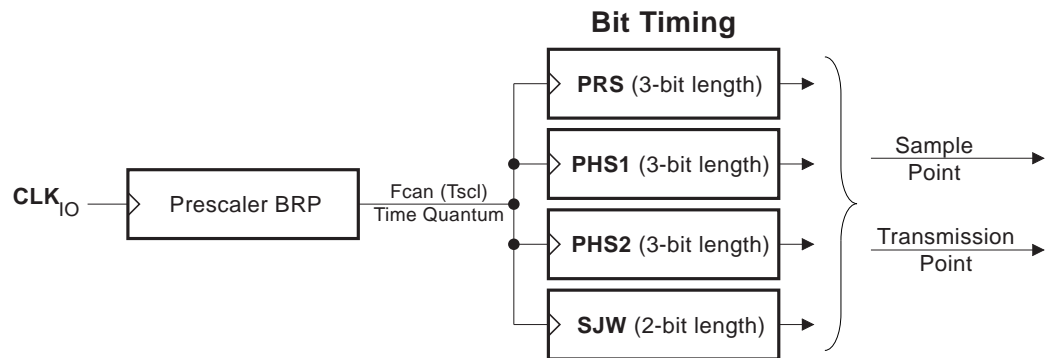 Bit Timing
PRS (3-bit length)
PHS1 (3-bit length)
Sample
Point
CLKIO
Prescaler BRP
Fcan (Tscl)
Time Quantum
PHS2 (3-bit length)
Transmission
Point
SJW (2-bit length)